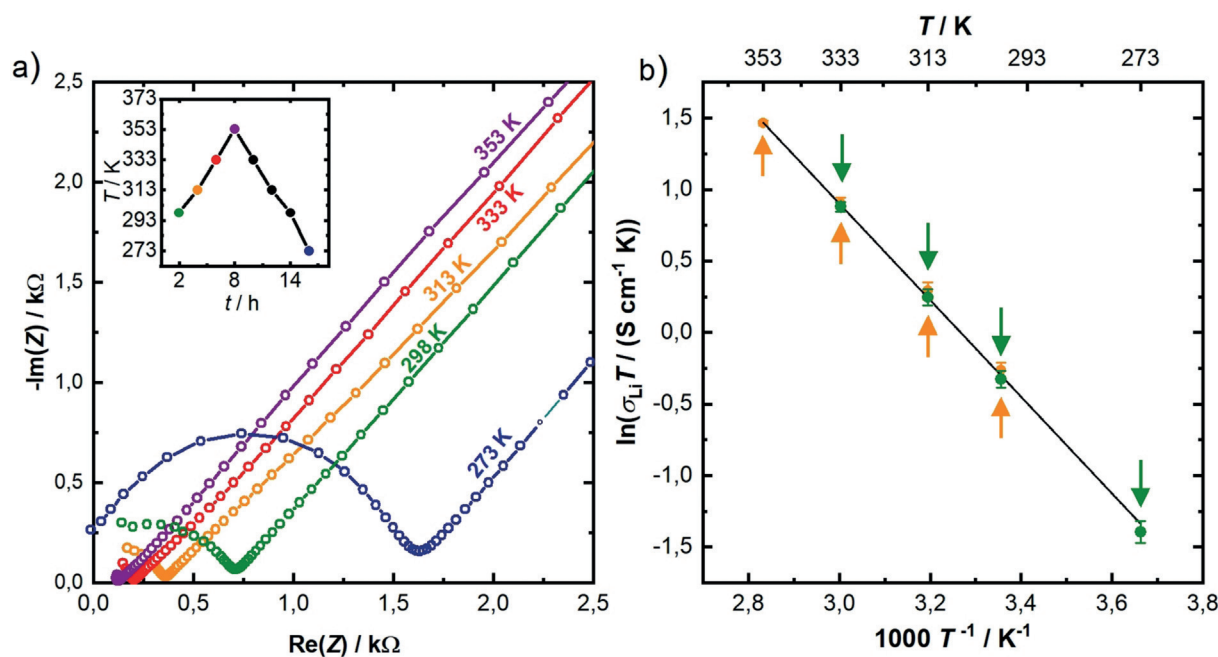 a)
2,5
2,0
1,5
1,0
0,5
0,0
-Im(Z) / kΩ
0,0 0,5 1,0 1,5 2,0 2,5
Re(Z) / kΩ
373
353
333
313
293
273
T / K
2 8 14
t / h
353 K
333 K
313 K
298 K
273 K
b)
T / K
353 333 313 293 273
1,5
1,0
0,5
0,0
-0,5
-1,0
-1,5
ln(σLi T / (S cm⁻¹ K)
2,8 3,0 3,2 3,4 3,6 3,8
1000 T⁻¹ / K⁻¹